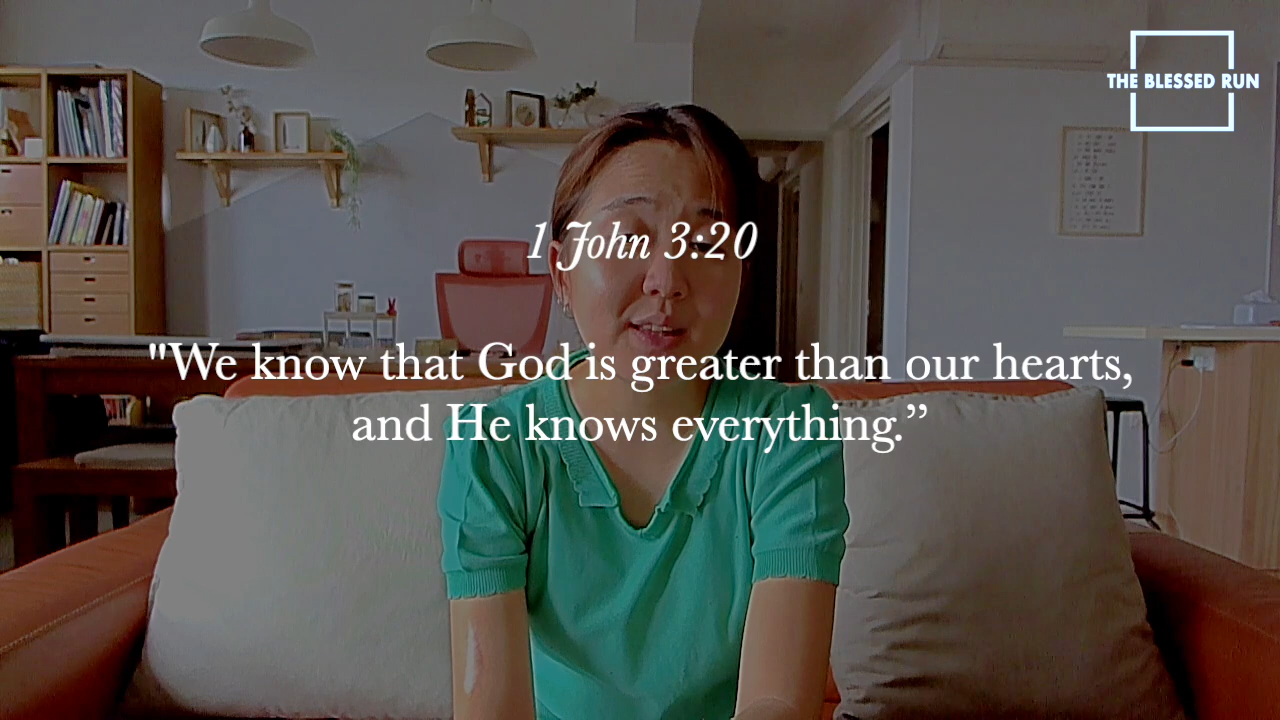 THE BLESSED RUN
1 John 3:20
"We know that God is greater than our hearts,
and He knows everything.”